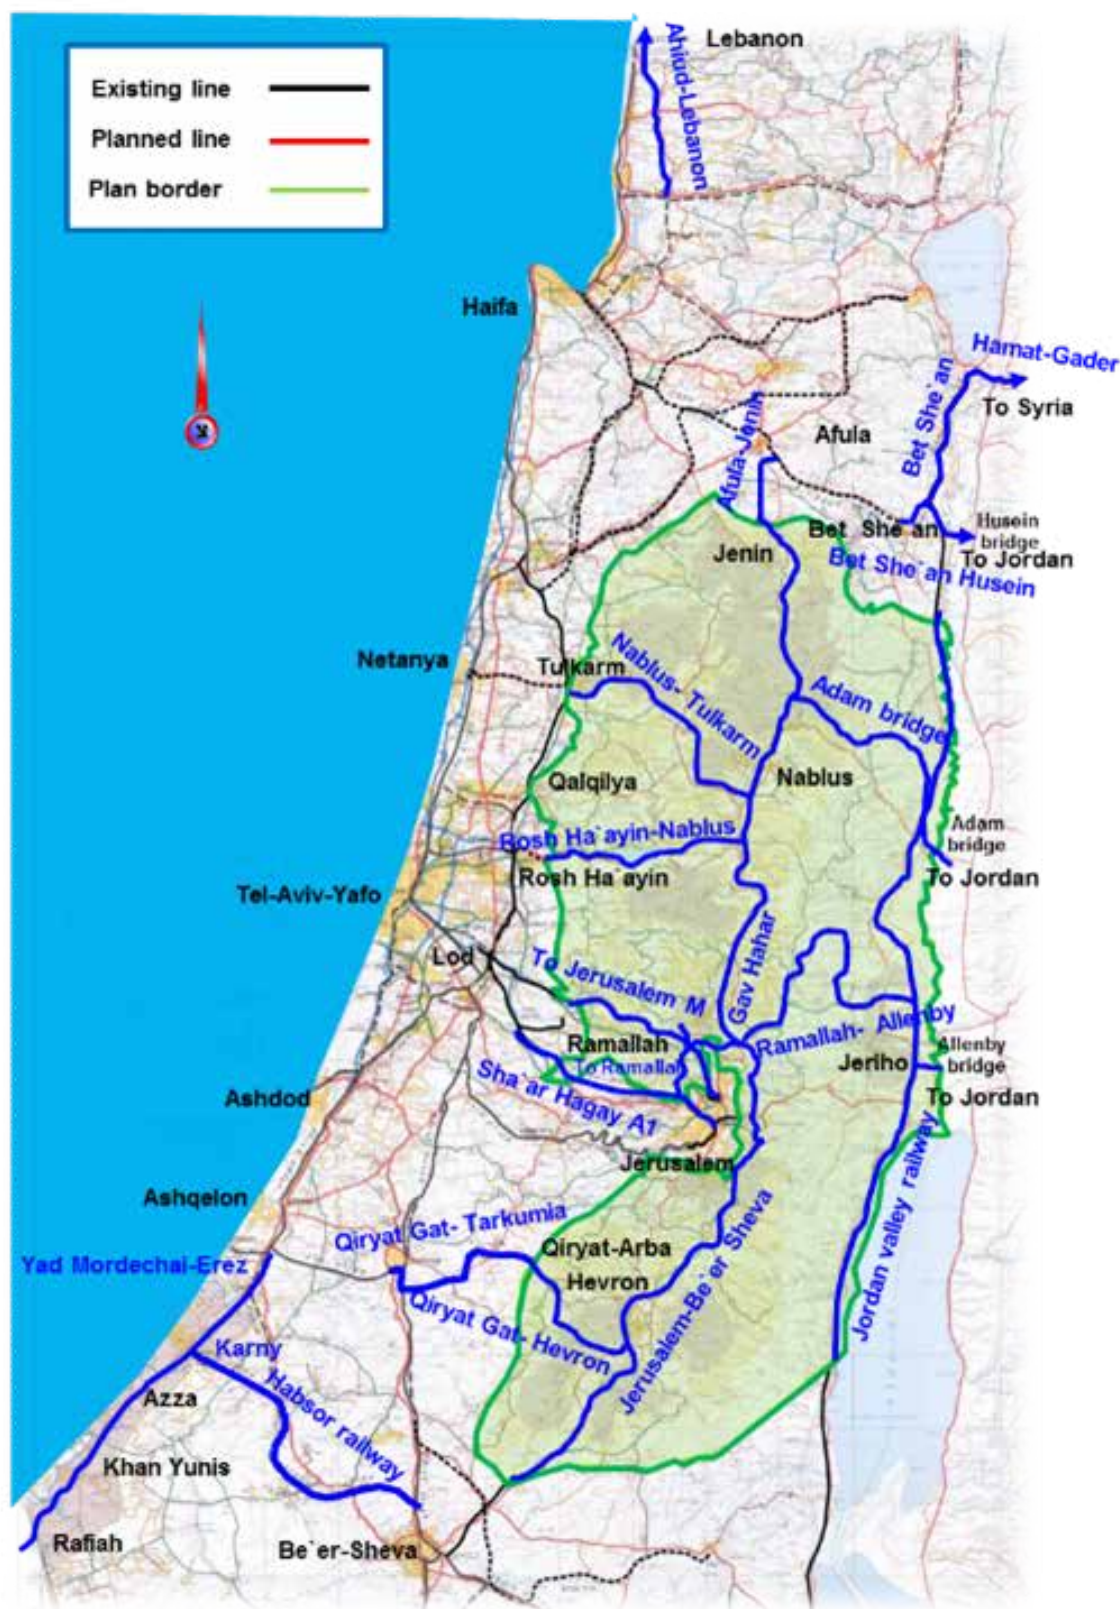 Lebanon
Ahiud-Lebanon
Existing line
Planned line
Plan border
Haifa
Hamat-Gader
To Syria
Bet She`an
Afula
Afula-Jenin
Bet She`an
Husein
bridge
To Jordan
Jenin
Bet She`an Husein
Netanya
Tulkarm
Nablus- Tulkarm
Adam bridge
Qalqilya
Nablus
Rosh Ha`ayin-Nablus
Adam
bridge
To Jordan
Rosh Ha`ayin
Tel-Aviv-Yafo
Lod
To Jerusalem M
Gav Hahar
Ramallah
To Ramallah
Ramallah- Allenby
Jeriho
Allenby
bridge
To Jordan
Sha`ar Hagay A1
Ashdod
Jerusalem
Ashqelon
Qiryat Gat- Tarkumia
Jordan valley railway
Qiryat-Arba
Hevron
Yad Mordechai-Erez
Qiryat Gat- Hevron
Jerusalem-Be`er Sheva
Karny
Azza
Habsor railway
Khan Yunis
Rafiah
Be`er-Sheva